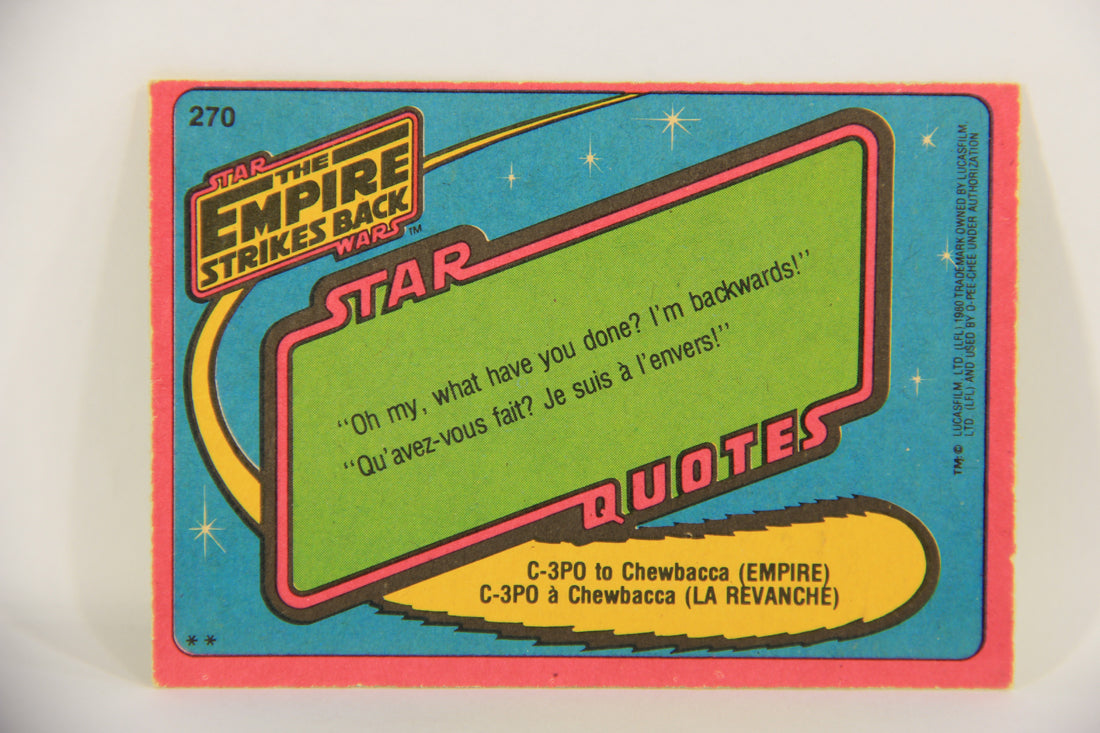 270
STAR
THE
EMPIRE
STRIKES BACK
WARS ™
STAR
“Oh my, what have you done? I'm backwards!”
“Qu'avez-vous fait? Je suis à l'envers!”
QUOTES
C-3PO to Chewbacca (EMPIRE)
C-3PO à Chewbacca (LA REVANCHE)
**
TM: © LUCASFILM, LTD. (LFL) 1980 TRADEMARK OWNED BY LUCASFILM,
LTD. (LFL) AND USED BY O-PEE-CHEE UNDER AUTHORIZATION